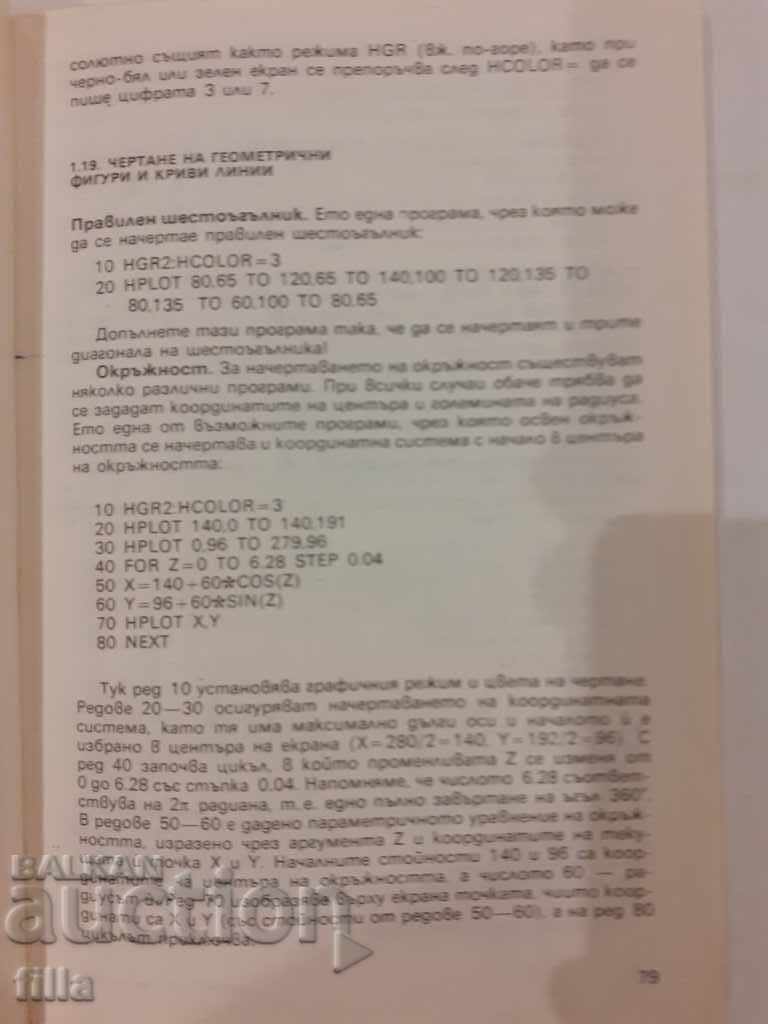 солютно същият както режима HGR (вж. по-горе), като при
черно-бял или зелен екран се препоръчва след HCOLOR= да се
пише цифрата 3 или 7.
1.19. ЧЕРТАНЕ НА ГЕОМЕТРИЧНИ
ФИГУРИ И КРИВИ ЛИНИИ
Правилен шестоъгълник. Ето една програма, чрез която може
да се начертае правилен шестоъгълник:
10 HGR2:HCOLOR=3
20 HPLOT 80,65 TO 120,65 TO 140,100 TO 120,135 TO
80,135 TO 60,100 TO 80,65
Допълнете тази програма така, че да се начертаят и трите
диагонала на шестоъгълника!
Окръжност. За начертаването на окръжност съществуват
няколко различни програми. При всички случаи обаче трябва да
се зададат координатите на центъра и големината на радиуса.
Ето една от възможните програми, чрез която освен окръж-
ността се начертава и координатна система с начало в центъра
на окръжността:
10 HGR2:HCOLOR=3
20 HPLOT 140,0 TO 140,191
30 HPLOT 0,96 TO 279,96
40 FOR Z=0 TO 6.28 STEP 0.04
50 X=140+60*COS(Z)
60 Y=96+60*SIN(Z)
70 HPLOT X,Y
80 NEXT
Тук ред 10 установява графичния режим и цвета на чертане.
Редове 20—30 осигуряват начертаването на координатната
система, като тя има максимално дълги оси и началото ѝ е
избрано в центъра на екрана (X=280/2=140, Y=192/2=96). С
ред 40 започва цикъл, в който променливата Z се изменя от
0 до 6.28 със стъпка 0.04. Напомняме, че числото 6.28 съответ-
ствува на 2π радиана, т.е. едно пълно завъртане на ъгъл 360°.
В редове 50—60 е дадено параметричното уравнение на окръж-
ността, изразено чрез аргумента Z и координатите на теку-
щата точка X и Y. Началните стойности 140 и 96 са коор-
динатите на центъра на окръжността, а числото 60 — ра-
диусът ѝ. Ред 70 изобразява върху екрана точката, чиито коор-
динати са X и Y (със стойности от редове 50—60), а на ред 80
цикълът приключва.
79
BALKAN
auction
filla